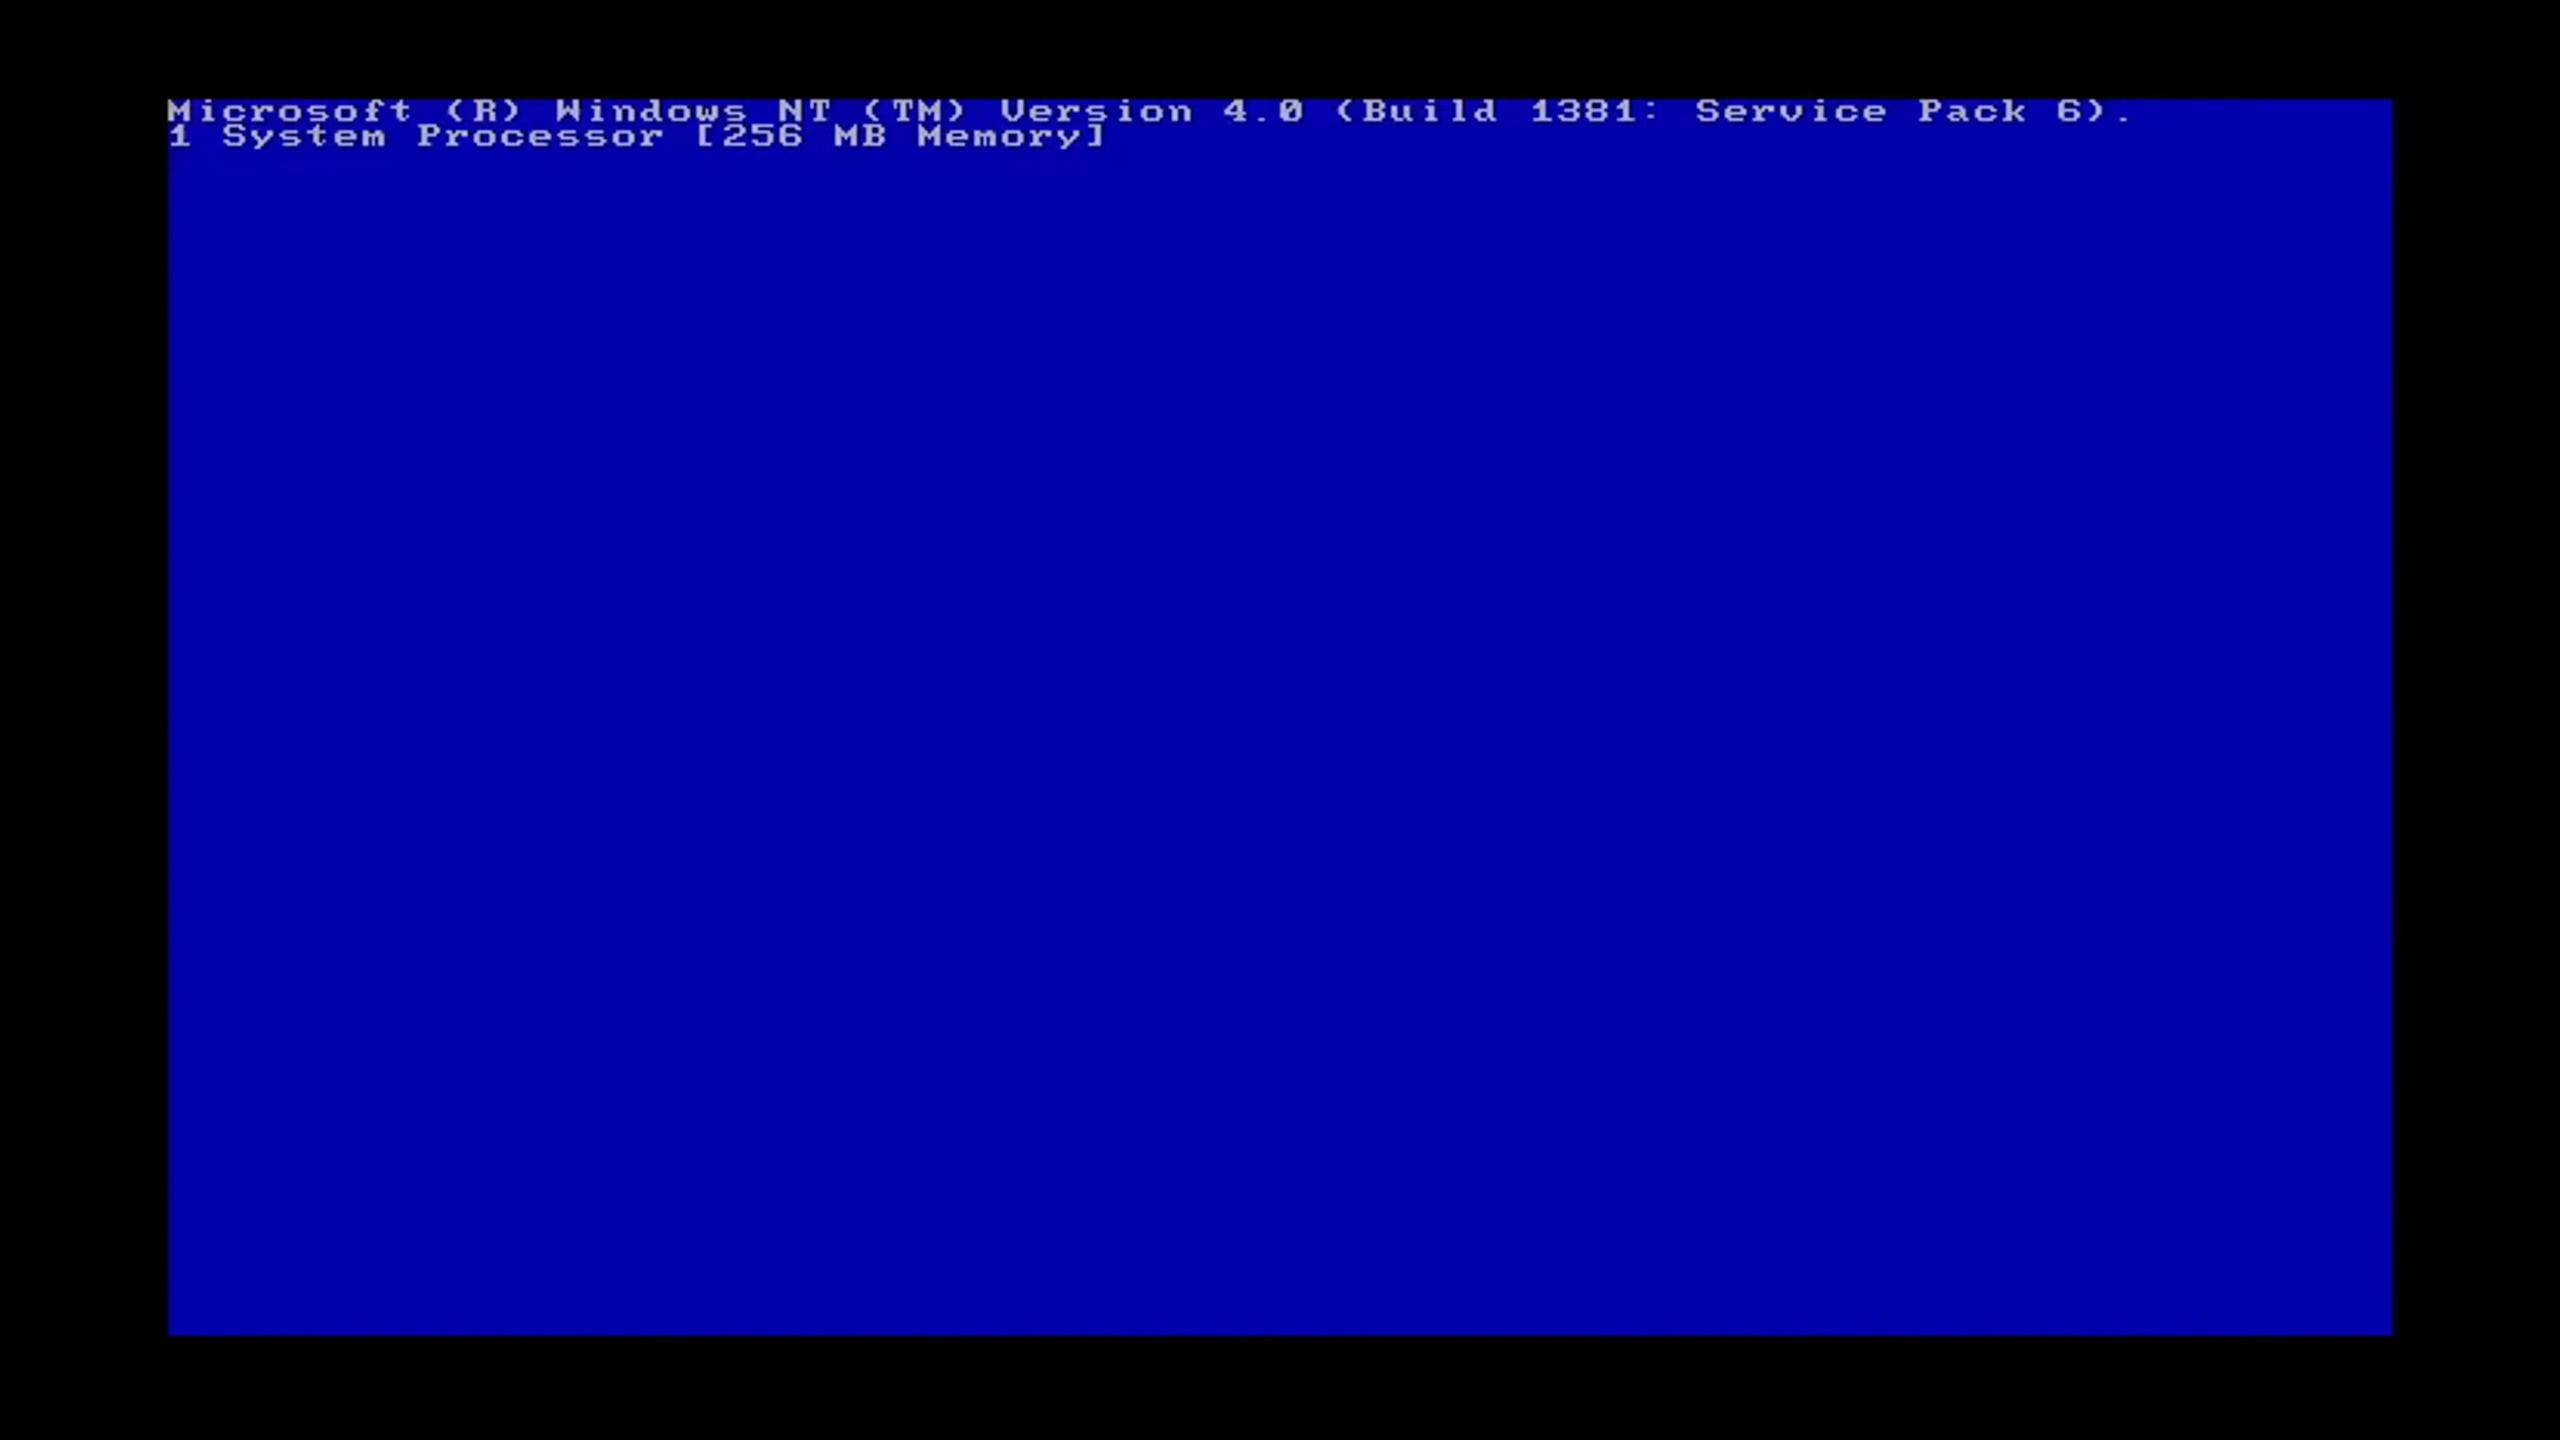 Microsoft (R) Windows NT (TM) Version 4.0 (Build 1381: Service Pack 6).
1 System Processor [256 MB Memory]